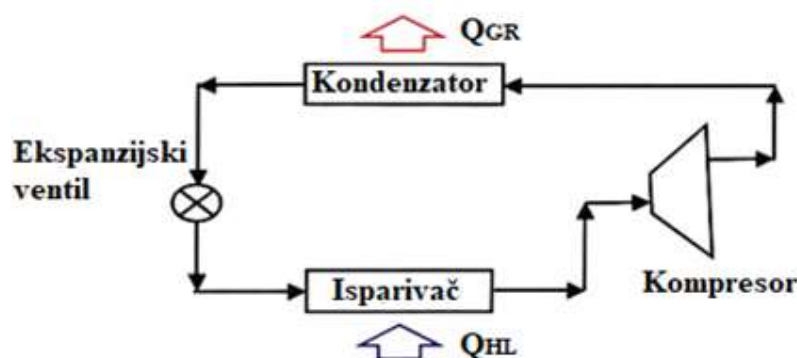 QGR
Kondenzator
Ekspanzijski
ventil
Isparivač
Kompresor
QHL